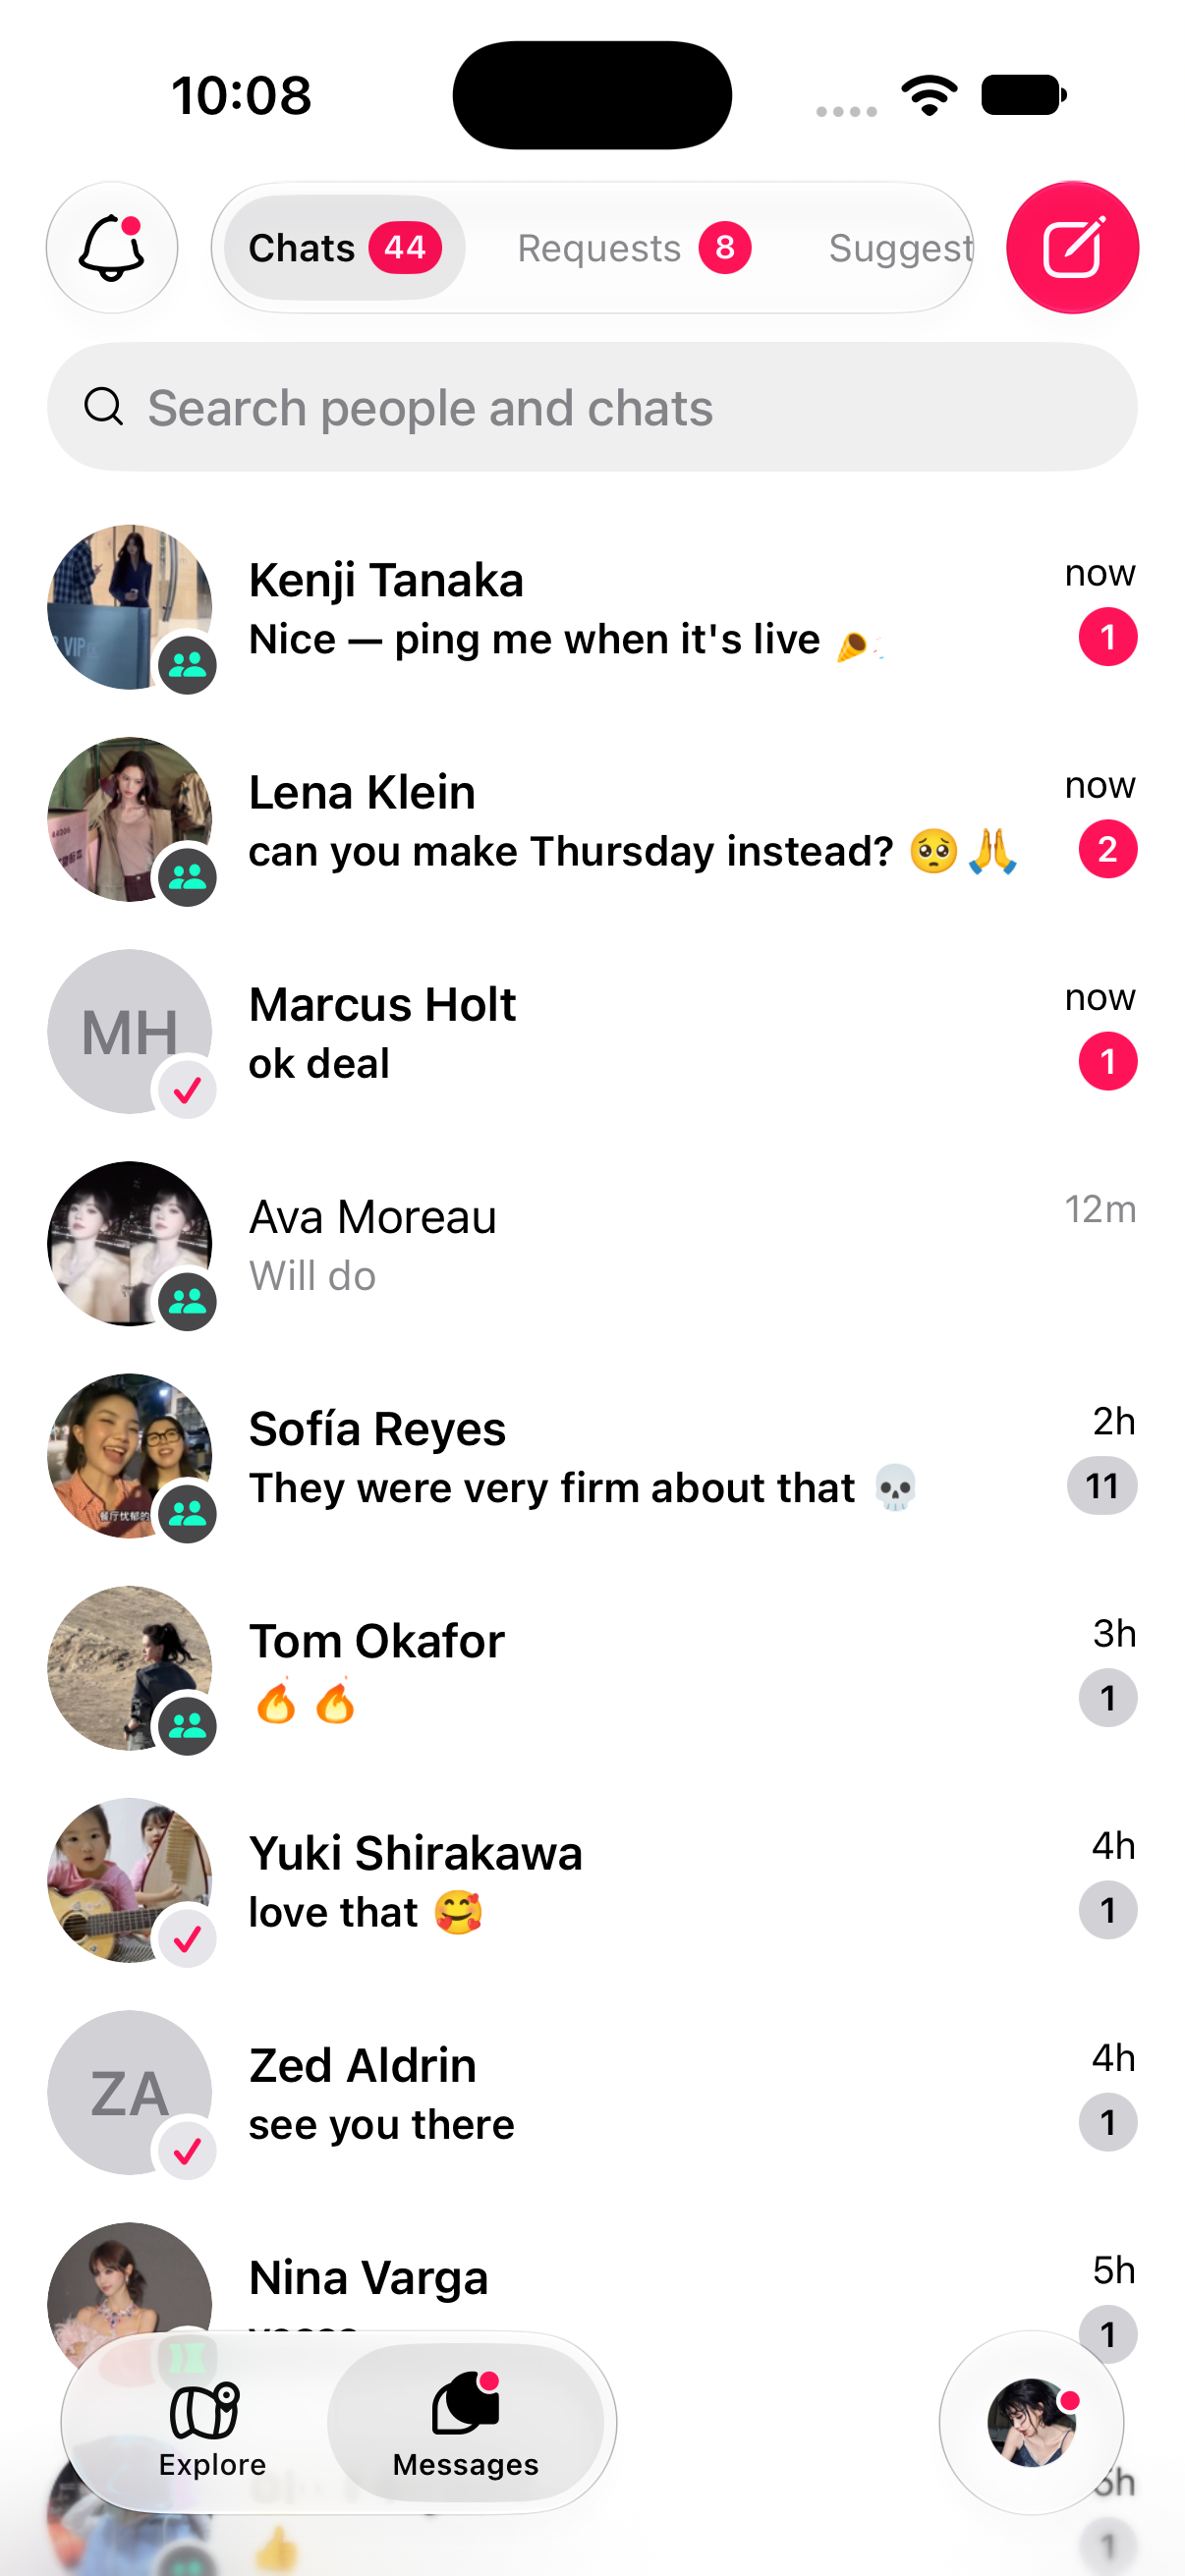 10:08
Chats 44 Requests 8 Suggest
Search people and chats
Kenji Tanaka now
Nice — ping me when it's live 🎉 1
VIP
Lena Klein now
can you make Thursday instead? 🥺🙏 2
MH
Marcus Holt now
ok deal 1
Ava Moreau 12m
Will do
Sofía Reyes 2h
They were very firm about that 💀 11
Tom Okafor 3h
🔥 🔥 1
Yuki Shirakawa 4h
love that 🥰 1
ZA
Zed Aldrin 4h
see you there 1
Nina Varga 5h
1
Explore Messages
👍 1